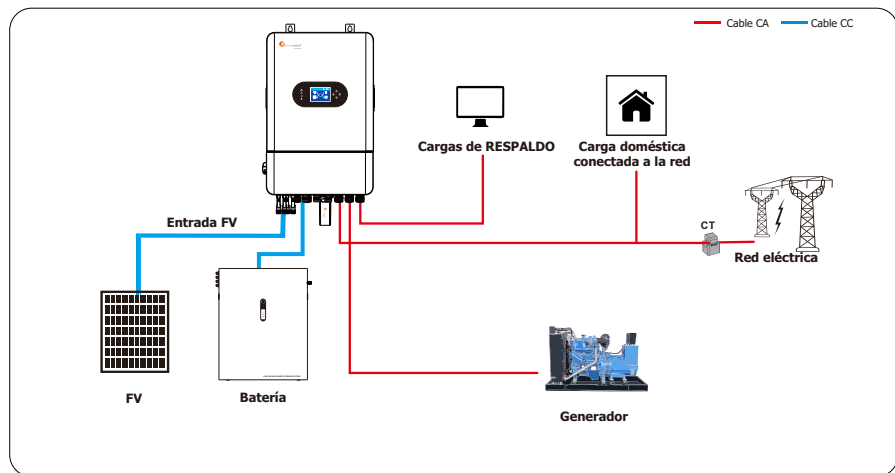 Cable CA
Cable CC
Cargas de RESPALDO
Carga doméstica
conectada a la red
Entrada FV
CT
Red eléctrica
FV
Batería
Generador